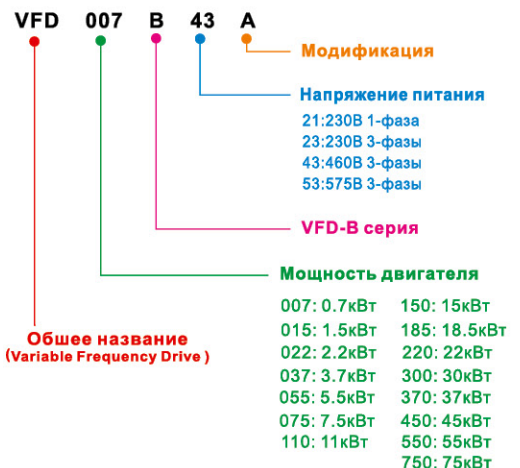 VFD 007 B 43 A
Модификация
Напряжение питания
21:230В 1-фаза
23:230В 3-фазы
43:460В 3-фазы
53:575В 3-фазы
VFD-B серия
Мощность двигателя
007: 0.7кВт 150: 15кВт
015: 1.5кВт 185: 18.5кВт
022: 2.2кВт 220: 22кВт
037: 3.7кВт 300: 30кВт
055: 5.5кВт 370: 37кВт
075: 7.5кВт 450: 45кВт
110: 11кВт 550: 55кВт
750: 75кВт
Обшее название
(Variable Frequency Drive )